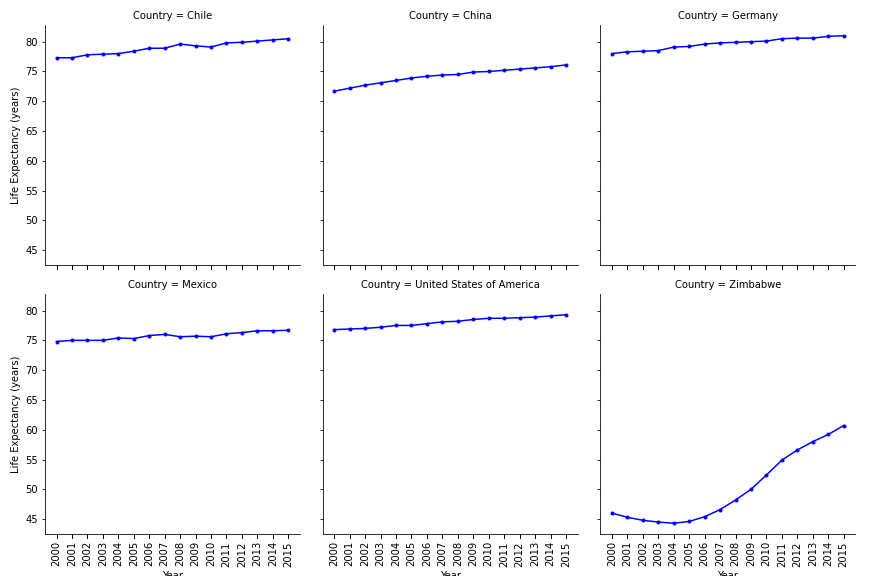 Country = Chile
Country = China
Country = Germany
Life Expectancy (years)
80
75
70
65
60
55
50
45
Country = Mexico
Country = United States of America
Country = Zimbabwe
Life Expectancy (years)
80
75
70
65
60
55
50
45
2000 2001 2002 2003 2004 2005 2006 2007 2008 2009 2010 2011 2012 2013 2014 2015
2000 2001 2002 2003 2004 2005 2006 2007 2008 2009 2010 2011 2012 2013 2014 2015
2000 2001 2002 2003 2004 2005 2006 2007 2008 2009 2010 2011 2012 2013 2014 2015
Year
Year
Year